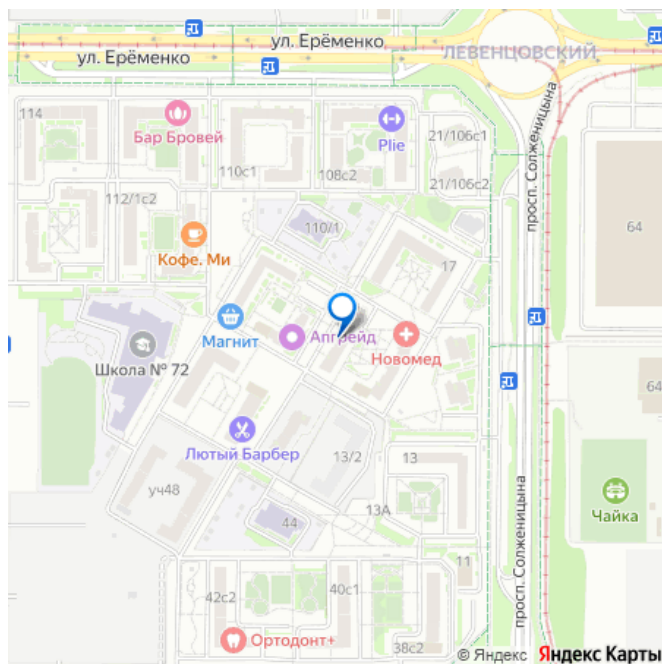 ул. Ерёменко
ул. Ерёменко
ЛЕВЕНЦОВСКИЙ
просп. Солженицына
114
Бар Бровей
Plie
21/106с1
110с1
108с2
21/106с2
112/1с2
110/1
64
Кофе. Ми
17
Магнит
Апгрейд
Новомед
Школа № 72
64
Лютый Барбер
13/2
13
уч48
Чайка
44
13А
просп. Солженицына
11
42с2
40с1
Ортодонт+
38с2
© Яндекс Яндекс Карты